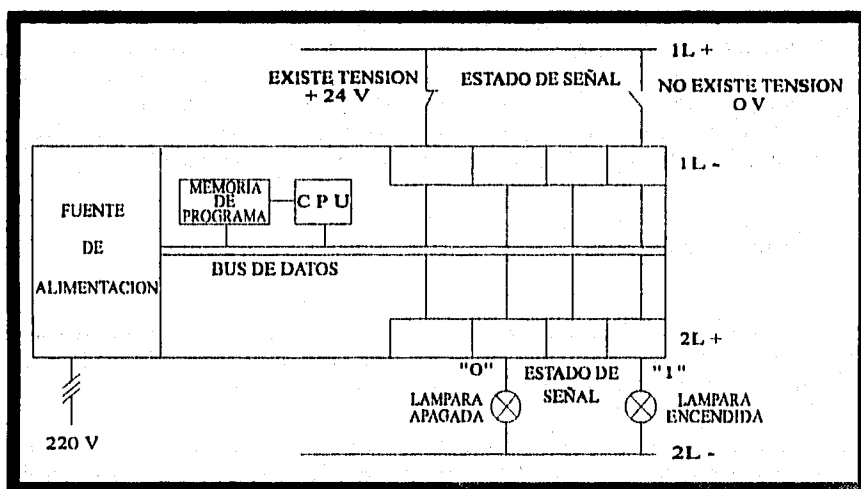 1L +
EXISTE TENSION
+ 24 V
ESTADO DE SEÑAL
NO EXISTE TENSION
0 V
1L -
FUENTE
DE
ALIMENTACION
MEMORIA
DE
PROGRAMA
C P U
BUS DE DATOS
2L +
"0"
ESTADO DE
SEÑAL
"1"
LAMPARA
APAGADA
LAMPARA
ENCENDIDA
220 V
2L -